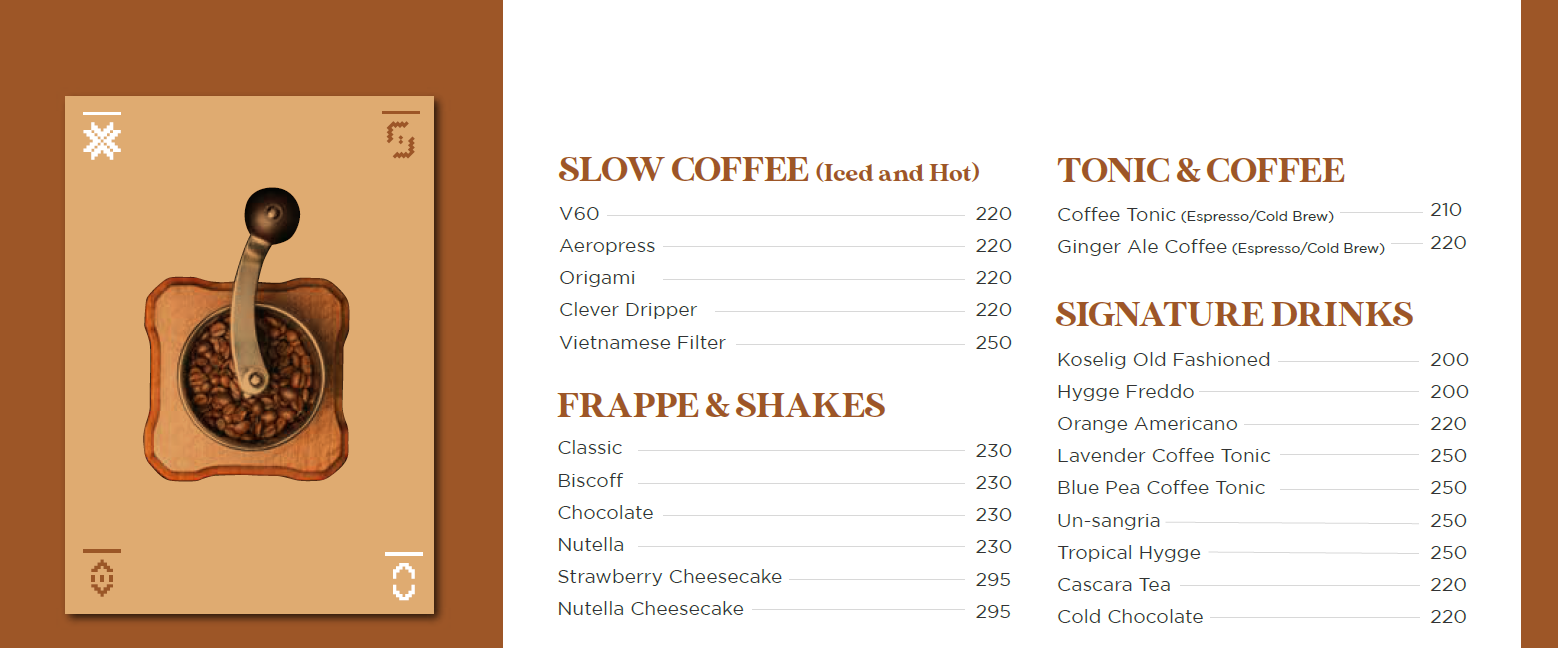 SLOW COFFEE (Iced and Hot)
V60 220
Aeropress 220
Origami 220
Clever Dripper 220
Vietnamese Filter 250
FRAPPE & SHAKES
Classic 230
Biscoff 230
Chocolate 230
Nutella 230
Strawberry Cheesecake 295
Nutella Cheesecake 295
TONIC & COFFEE
Coffee Tonic (Espresso/Cold Brew) 210
Ginger Ale Coffee (Espresso/Cold Brew) 220
SIGNATURE DRINKS
Koselig Old Fashioned 200
Hygge Freddo 200
Orange Americano 220
Lavender Coffee Tonic 250
Blue Pea Coffee Tonic 250
Un-sangria 250
Tropical Hygge 250
Cascara Tea 220
Cold Chocolate 220